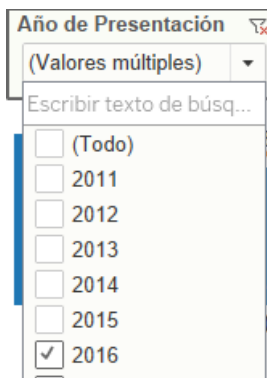 Año de Presentación
(Valores múltiples)
Escribir texto de búsq...
(Todo)
2011
2012
2013
2014
2015
2016